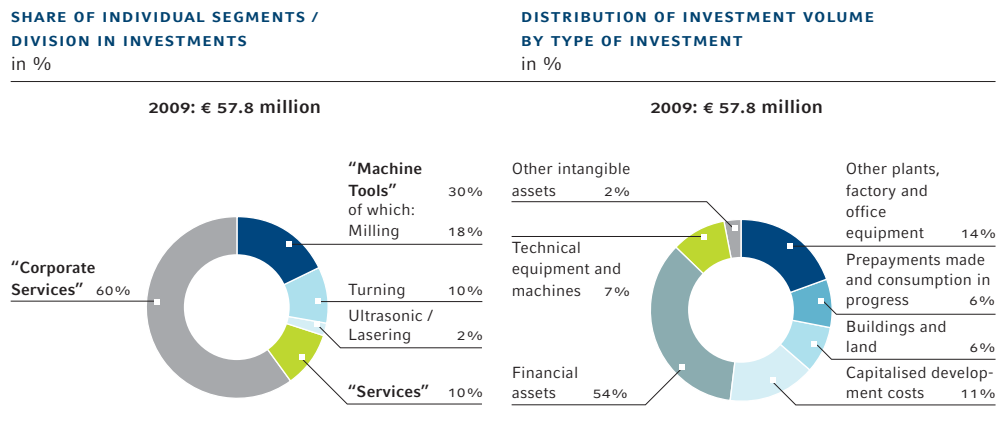 SHARE OF INDIVIDUAL SEGMENTS /
DIVISION IN INVESTMENTS
in %
2009: € 57.8 million
“Machine
Tools” 30%
of which:
Milling 18%
Turning 10%
Ultrasonic /
Lasering 2%
“Services” 10%
“Corporate
Services” 60%
DISTRIBUTION OF INVESTMENT VOLUME
BY TYPE OF INVESTMENT
in %
2009: € 57.8 million
Other intangible
assets 2%
Technical
equipment and
machines 7%
Financial
assets 54%
Other plants,
factory and
office
equipment 14%
Prepayments made
and consumption in
progress 6%
Buildings and
land 6%
Capitalised develop-
ment costs 11%